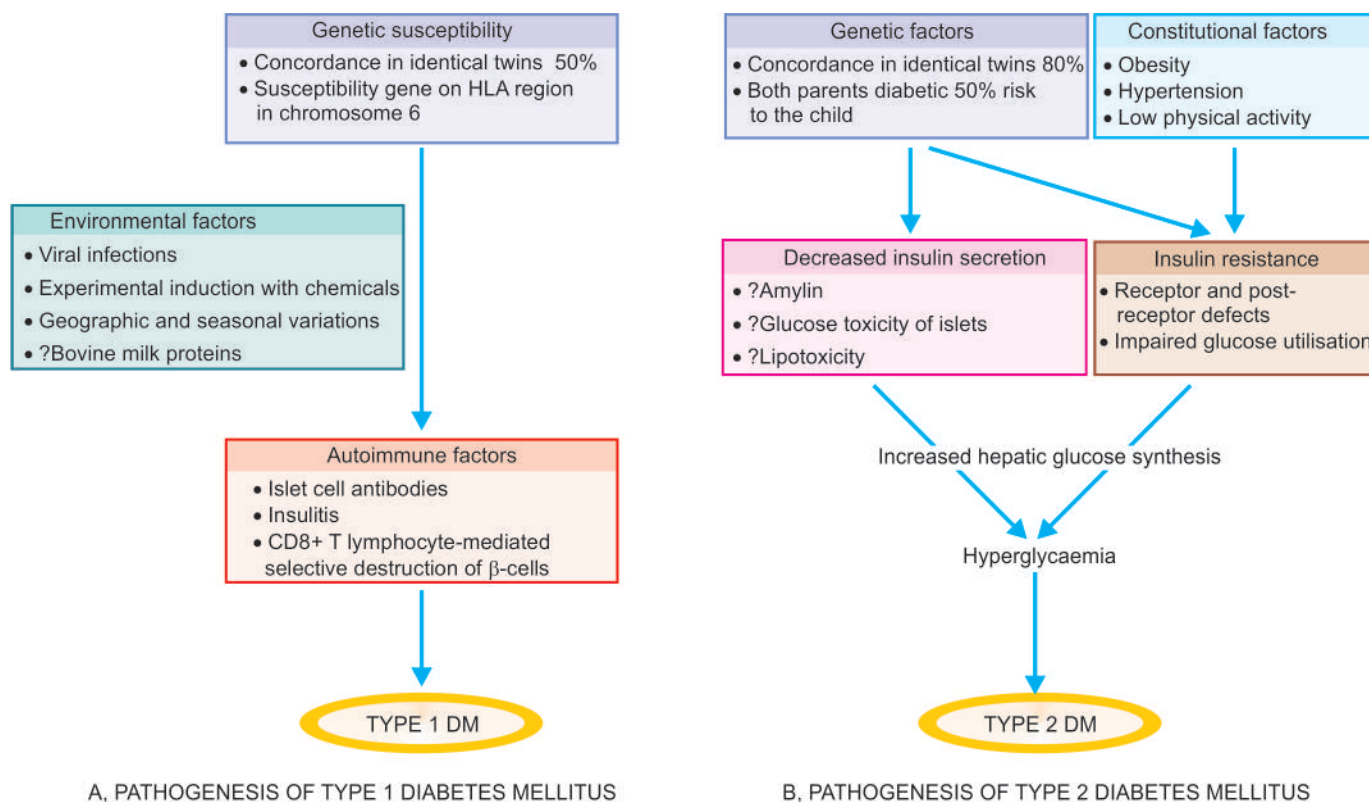 Genetic susceptibility
• Concordance in identical twins 50%
• Susceptibility gene on HLA region
in chromosome 6
Environmental factors
• Viral infections
• Experimental induction with chemicals
• Geographic and seasonal variations
• ?Bovine milk proteins
Autoimmune factors
• Islet cell antibodies
• Insulitis
• CD8+ T lymphocyte-mediated
selective destruction of β-cells
TYPE 1 DM
A, PATHOGENESIS OF TYPE 1 DIABETES MELLITUS
Genetic factors
• Concordance in identical twins 80%
• Both parents diabetic 50% risk
to the child
Constitutional factors
• Obesity
• Hypertension
• Low physical activity
Decreased insulin secretion
• ?Amylin
• ?Glucose toxicity of islets
• ?Lipotoxicity
Insulin resistance
• Receptor and post-
receptor defects
• Impaired glucose utilisation
Increased hepatic glucose synthesis
Hyperglycaemia
TYPE 2 DM
B, PATHOGENESIS OF TYPE 2 DIABETES MELLITUS